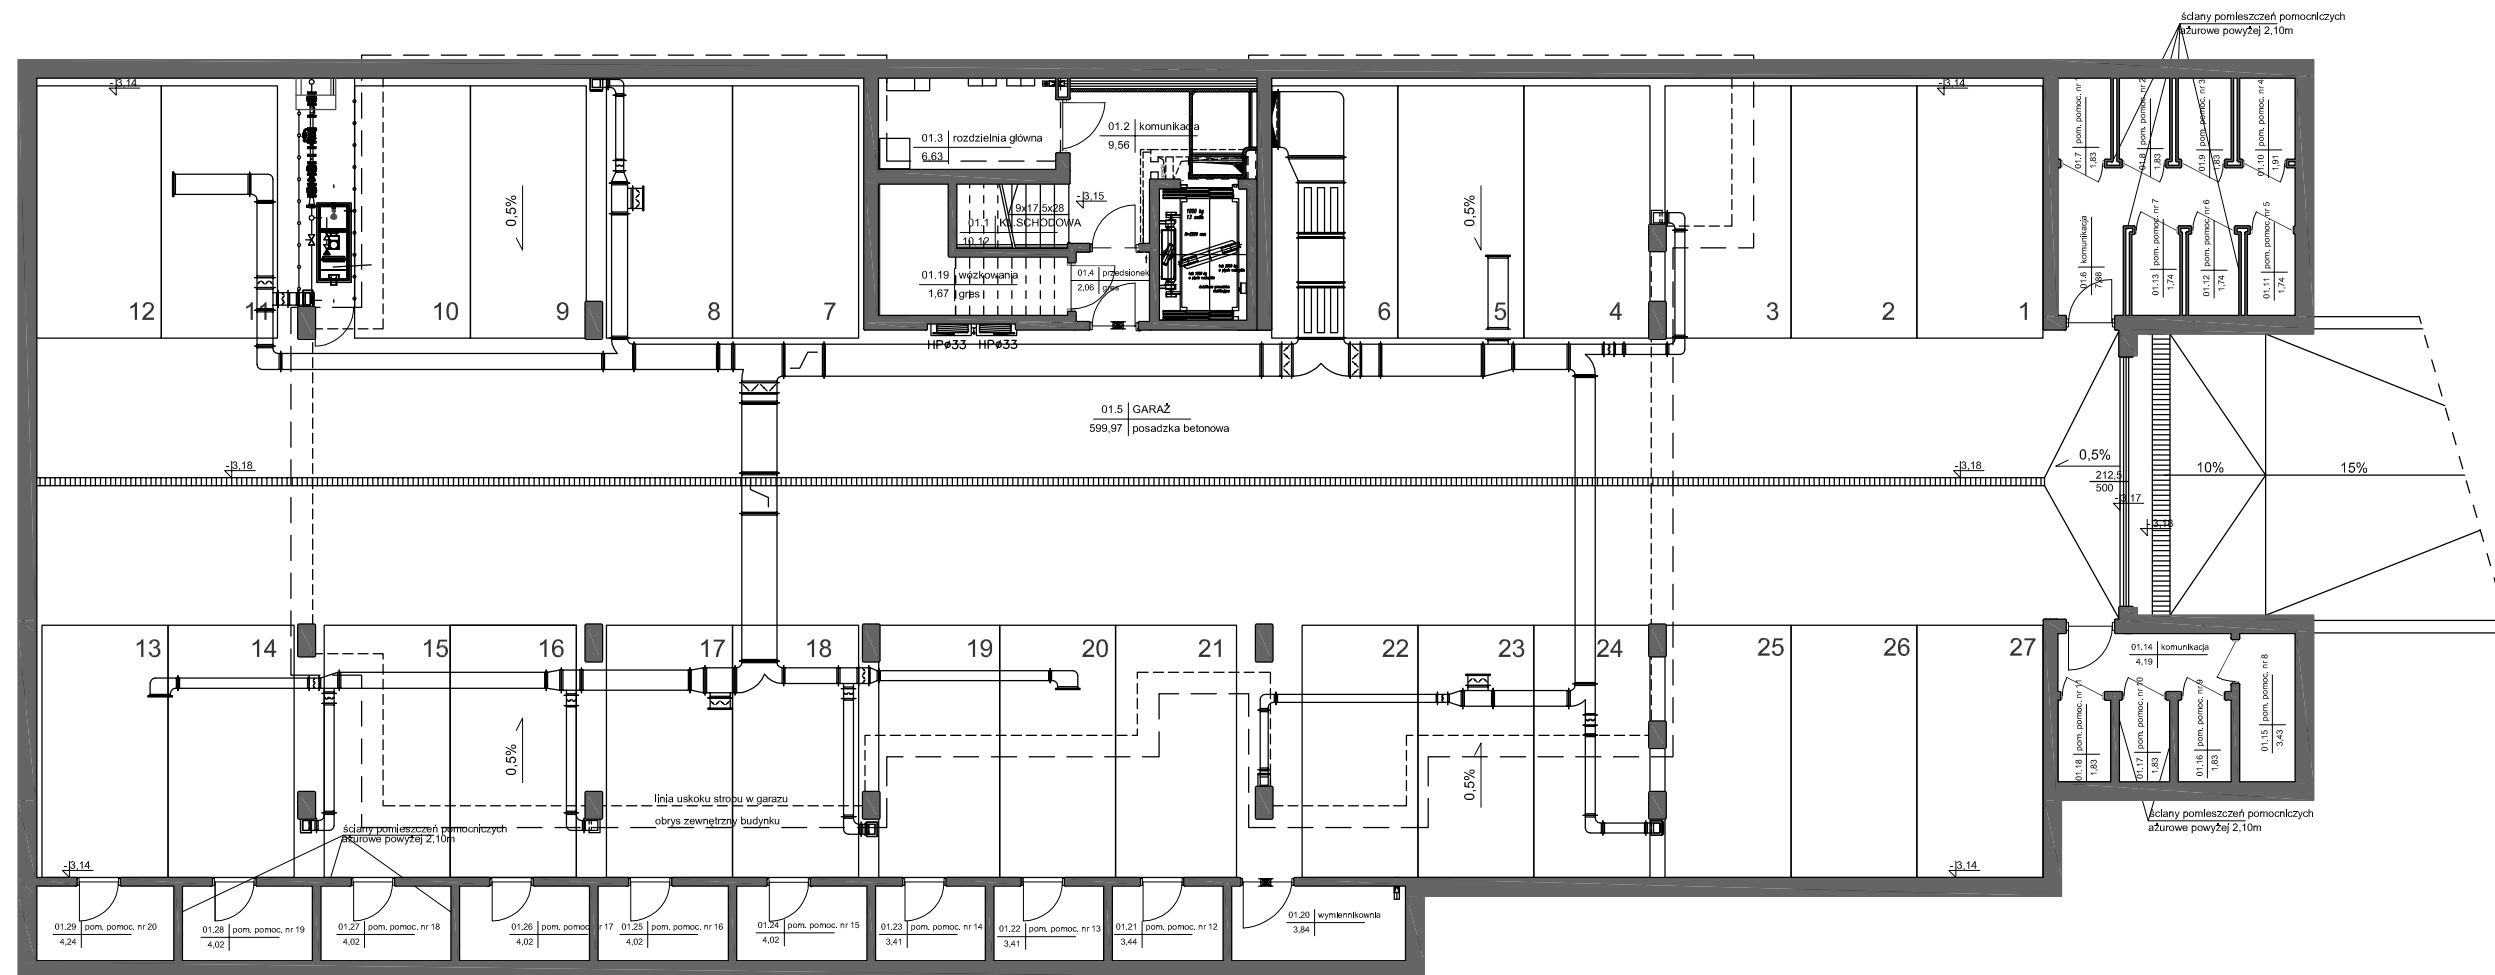 ściany pomieszczeń pomocniczych
ażurowe powyżej 2,10m
-3,14
-3,14
01.3 rozdzielnia główna
6.63
01.2 komunikacja
9,56
01.7 pom. pomoc. nr 1
1,83
01.8 pom. pomoc. nr 2
1,83
01.9 pom. pomoc. nr 3
1,83
01.10 pom. pomoc. nr 4
1,91
0,5%
-3,15
9x17,5x28
01.1 KL.SCHODOWA
10.12
1000 kg
13 osób
0,5%
01.6 komunikacja
7,88
01.13 pom. pomoc. nr 7
1,74
01.12 pom. pomoc. nr 6
1,74
01.11 pom. pomoc. nr 5
1,74
01.19 wózkowania
1,67 gres
01.4 przedsionek
2,06 gres
12
11
10
9
8
7
6
5
4
3
2
1
HPø33 HPø33
01.5 GARAŻ
599,97 posadzka betonowa
-3,18
-3,18
0,5%
212,5
500
10%
15%
-3,17
-3,18
13
14
15
16
17
18
19
20
21
22
23
24
25
26
27
01.14 komunikacja
4,19
01.18 pom. pomoc. nr 11
1,83
01.17 pom. pomoc. nr 10
1,83
01.16 pom. pomoc. nr 9
1,83
01.15 pom. pomoc. nr 8
3,43
0,5%
0,5%
linia uskoku stropu w garażu
obrys zewnętrzny budynku
ściany pomieszczeń pomocniczych
ażurowe powyżej 2,10m
ściany pomieszczeń pomocniczych
ażurowe powyżej 2,10m
-3,14
-3,14
01.29 pom. pomoc. nr 20
4,24
01.28 pom. pomoc. nr 19
4,02
01.27 pom. pomoc. nr 18
4,02
01.26 pom. pomoc. nr 17
4,02
01.25 pom. pomoc. nr 16
4,02
01.24 pom. pomoc. nr 15
4,02
01.23 pom. pomoc. nr 14
3,41
01.22 pom. pomoc. nr 13
3,41
01.21 pom. pomoc. nr 12
3,44
01.20 wymiennikownia
3,84